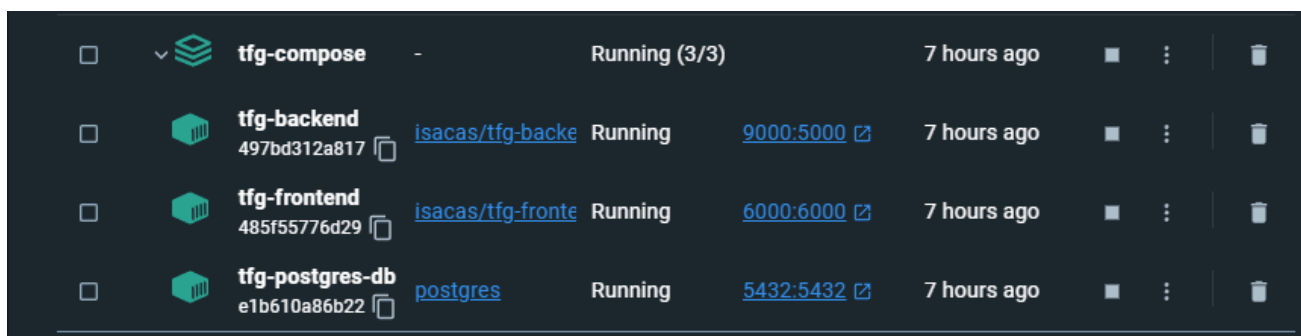 tfg-compose - Running (3/3) 7 hours ago
tfg-backend
497bd312a817 isacas/tfg-backe Running 9000:5000 7 hours ago
tfg-frontend
485f55776d29 isacas/tfg-fronte Running 6000:6000 7 hours ago
tfg-postgres-db
e1b610a86b22 postgres Running 5432:5432 7 hours ago